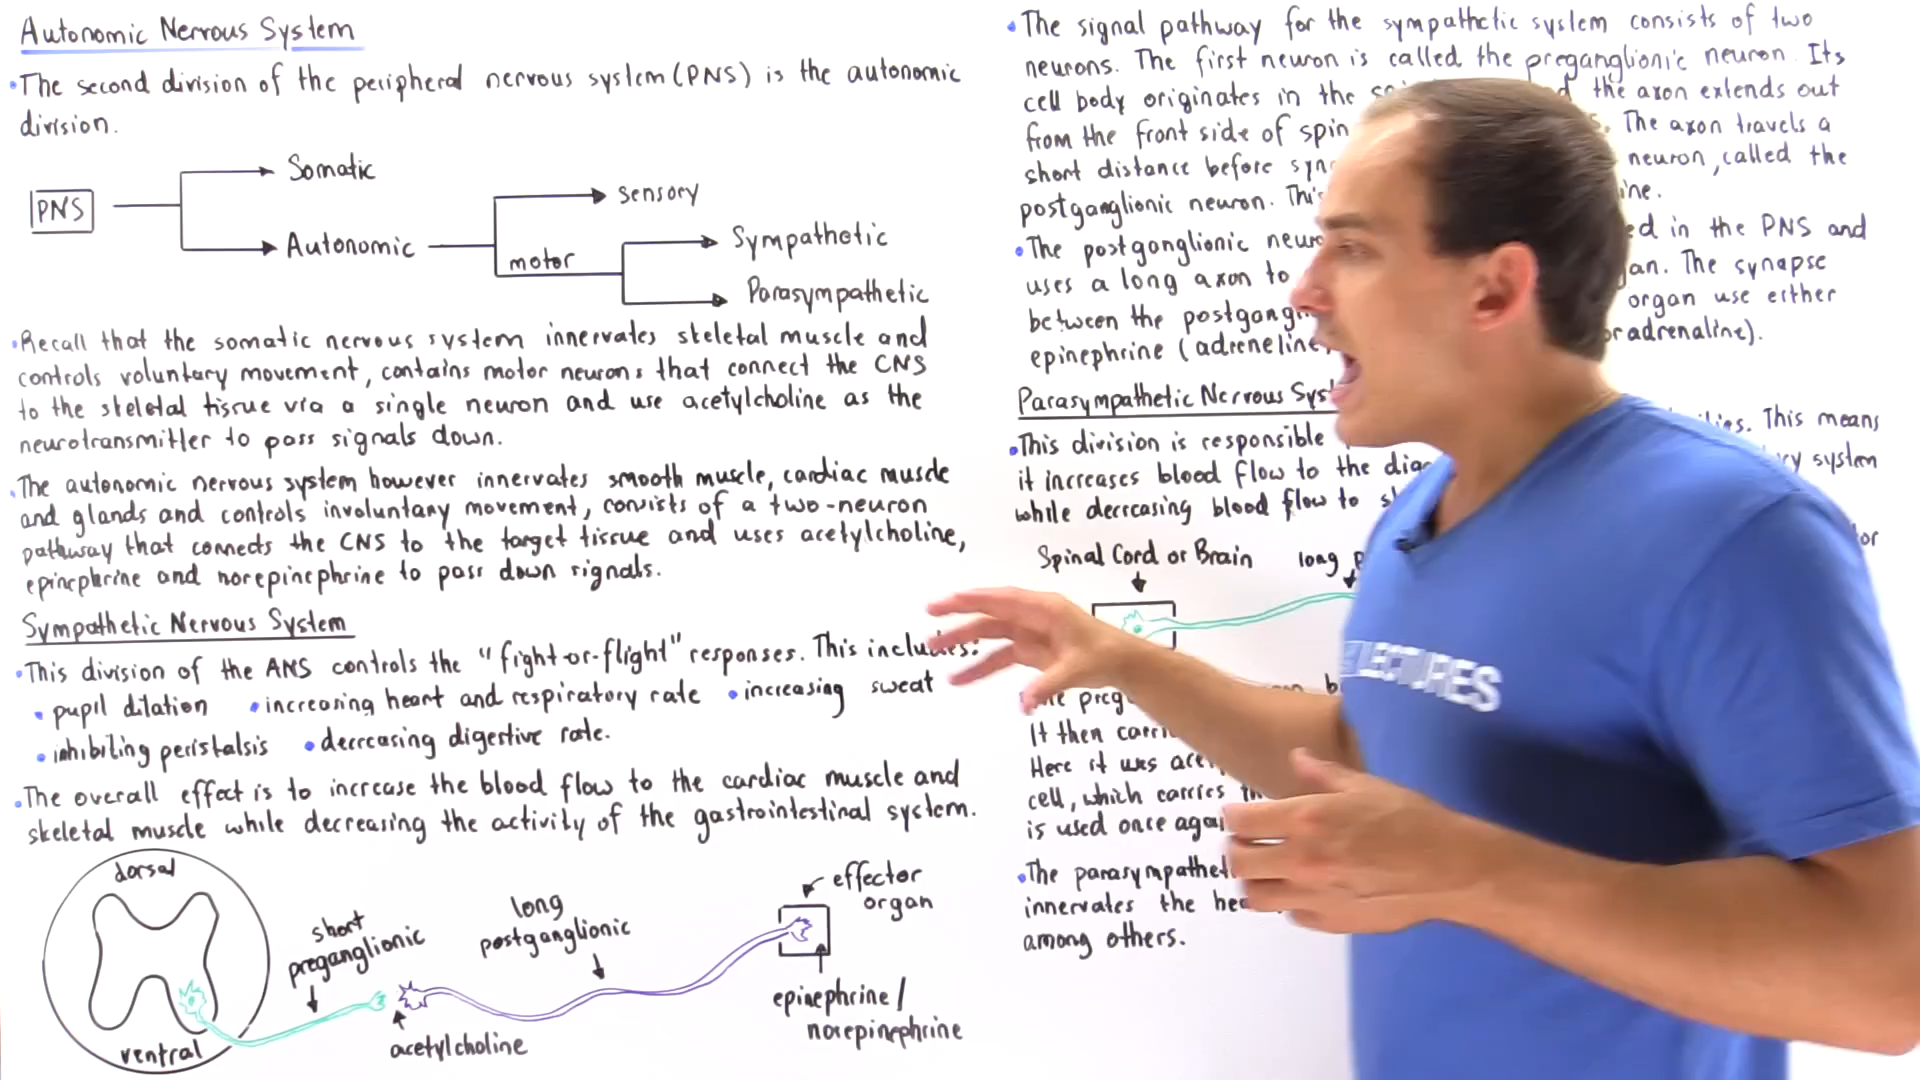 Autonomic Nervous System
•The second division of the peripheral nervous system (PNS) is the autonomic
division.
PNS
Somatic
Autonomic
sensory
motor
Sympathetic
Parasympathetic
•Recall that the somatic nervous system innervates skeletal muscle and
controls voluntary movement, contains motor neurons that connect the CNS
to the skeletal tissue via a single neuron and use acetylcholine as the
neurotransmitter to pass signals down.
•The autonomic nervous system however innervates smooth muscle, cardiac muscle
and glands and controls involuntary movement, consists of a two-neuron
pathway that connects the CNS to the target tissue and uses acetylcholine,
epinephrine and norepinephrine to pass down signals.
Sympathetic Nervous System
•This division of the ANS controls the "fight-or-flight" responses. This includes:
•pupil dilation •increasing heart and respiratory rate •increasing sweat
•inhibiting peristalsis •decreasing digestive rate.
•The overall effect is to increase the blood flow to the cardiac muscle and
skeletal muscle while decreasing the activity of the gastrointestinal system.
dorsal
ventral
short
preganglionic
acetylcholine
long
postganglionic
effector
organ
epinephrine/
norepinephrine
•The signal pathway for the sympathetic system consists of two
neurons. The first neuron is called the preganglionic neuron. Its
cell body originates in the the axon extends out
from the front side of The axon travels a
short distance before neuron, called the
postganglionic neuron.
•The postganglionic in the PNS and
uses a long axon to The synapse
between the organ use either
epinephrine (adreneline adrenaline).
Parasympathetic Nervous
•This division is responsible This means
it increases blood flow to the system
while decreasing blood flow to
Spinal Cord or Brain
long
It then
Here it uses
cell, which carries
is used once
•The
innervates the
among others.
LECTURES